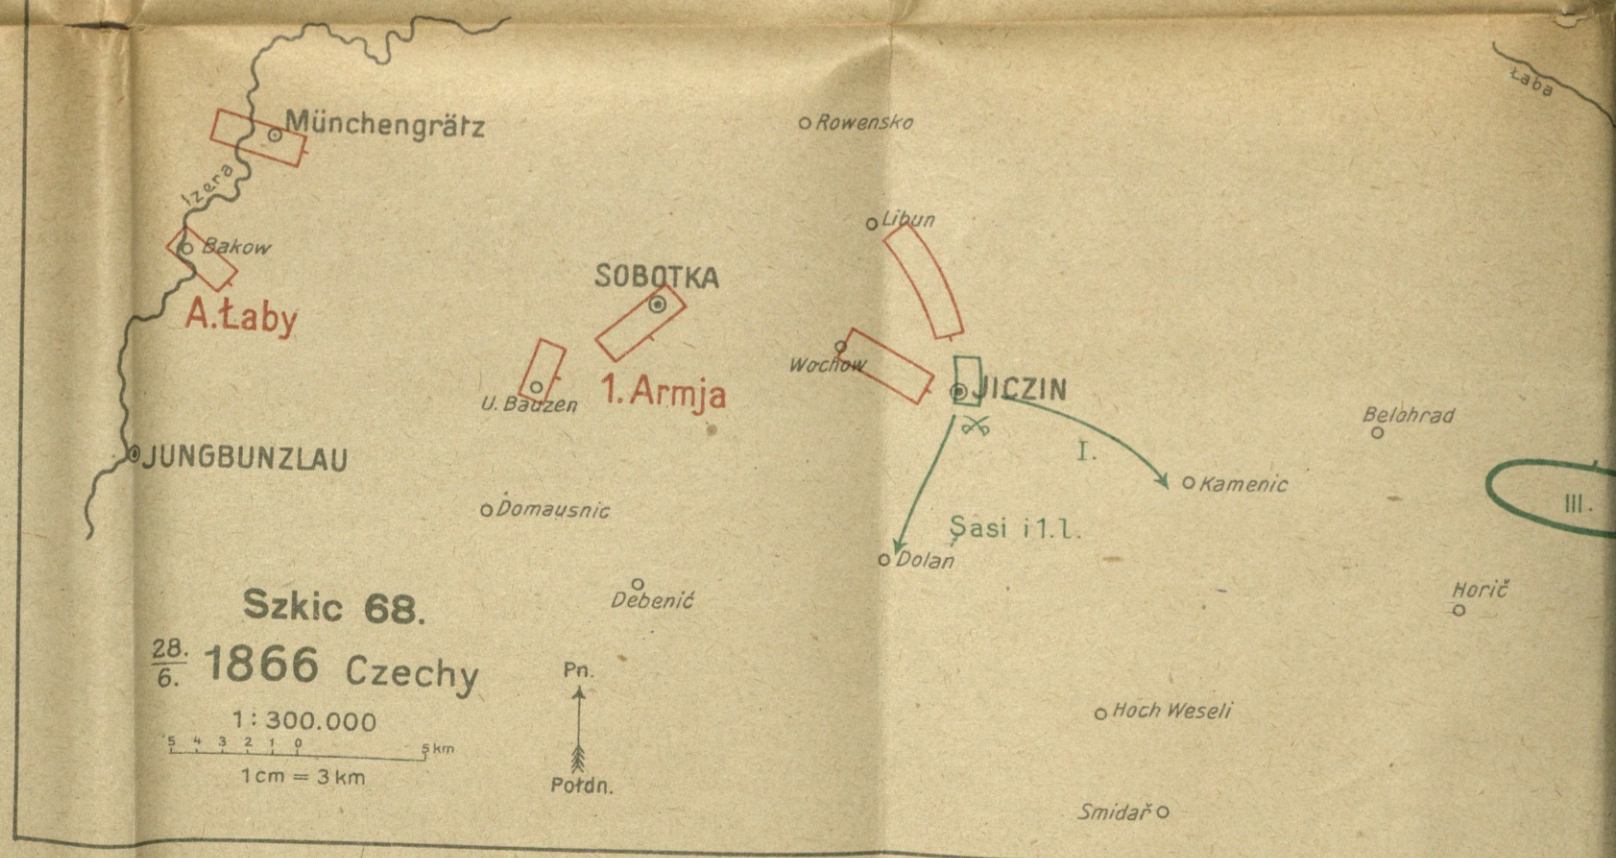 Łaba
Münchengrätz
Rowensko
Izera
Libun
Bakow
SOBOTKA
A.Łaby
Wochow
1.Armja
JICZIN
U. Bauzen
Belohrad
I.
JUNGBUNZLAU
Kamenic
III.
Domausnic
Sasi i 1.l.
Dolan
Debenić
Horič
Szkic 68.
28.
6.
1866 Czechy
Pn.
Hoch Weseli
1:300.000
5 4 3 2 1 0 5 km
1cm = 3km
Połdn.
Smidař